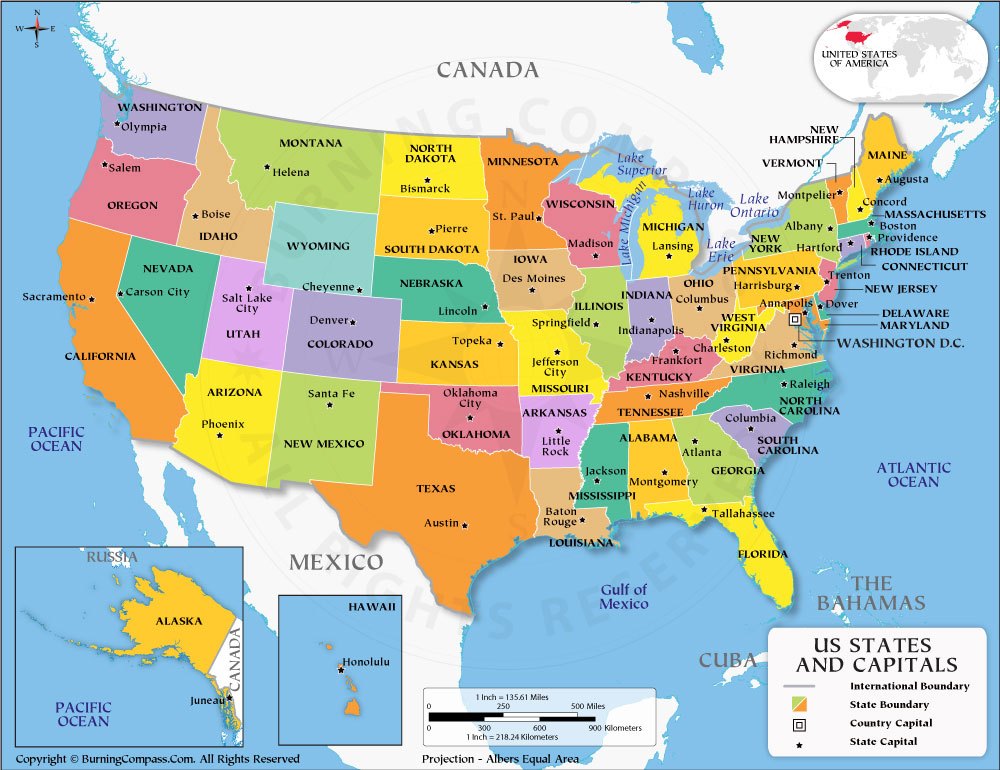 N
W
E
S
CANADA
UNITED STATES
OF AMERICA
WASHINGTON
Olympia
Salem
OREGON
Boise
IDAHO
MONTANA
Helena
NORTH
DAKOTA
Bismarck
MINNESOTA
St. Paul
Pierre
SOUTH DAKOTA
WYOMING
Cheyenne
NEVADA
Carson City
Sacramento
CALIFORNIA
Salt Lake
City
UTAH
Denver
COLORADO
NEBRASKA
Lincoln
IOWA
Des Moines
WISCONSIN
Madison
Lake
Superior
Lake Michigan
Lake
Huron
Lake
Ontario
Lake
Erie
MICHIGAN
Lansing
NEW
HAMPSHIRE
VERMONT
MAINE
Montpelier
Augusta
Concord
MASSACHUSETTS
Boston
Albany
Providence
NEW
YORK
Hartford
RHODE ISLAND
CONNECTICUT
PENNSYLVANIA
Harrisburg
Trenton
NEW JERSEY
Annapolis
Dover
DELAWARE
MARYLAND
WASHINGTON D.C.
OHIO
Columbus
INDIANA
Indianapolis
ILLINOIS
Springfield
WEST
VIRGINIA
Charleston
Richmond
VIRGINIA
Frankfort
KENTUCKY
Topeka
KANSAS
Jefferson
City
MISSOURI
Nashville
TENNESSEE
Raleigh
NORTH
CAROLINA
Columbia
SOUTH
CAROLINA
ARIZONA
Phoenix
Santa Fe
NEW MEXICO
Oklahoma
City
OKLAHOMA
ARKANSAS
Little
Rock
ALABAMA
Montgomery
Atlanta
GEORGIA
Jackson
MISSISSIPPI
TEXAS
Austin
Baton
Rouge
LOUISIANA
Tallahassee
FLORIDA
PACIFIC
OCEAN
ATLANTIC
OCEAN
MEXICO
Gulf of
Mexico
THE
BAHAMAS
CUBA
RUSSIA
ALASKA
CANADA
Juneau
PACIFIC
OCEAN
HAWAII
Honolulu
1 Inch = 135.61 Miles
0 250 500 Miles
0 300 600 900 Kilometers
1 Inch = 218.24 Kilometers
US STATES
AND CAPITALS
International Boundary
State Boundary
Country Capital
State Capital
Copyright © BurningCompass.Com. All Rights Reserved
Projection - Albers Equal Area